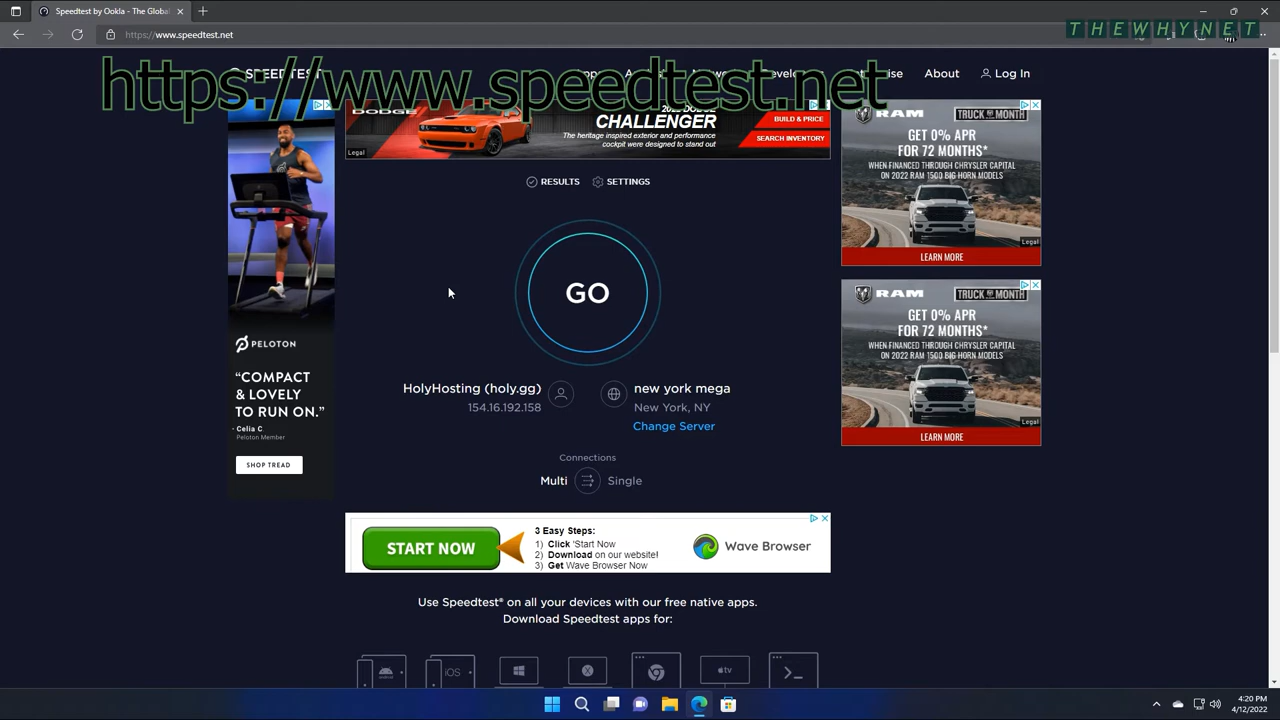 Speedtest by Ookla - The Global
https://www.speedtest.net
THEWHYNET
https://www.speedtest.net
SPEEDTEST
About
Log In
DODGE
CHALLENGER
The heritage inspired exterior and performance
cockpit were designed to stand out
BUILD & PRICE
SEARCH INVENTORY
Legal
RESULTS
SETTINGS
GO
HolyHosting (holy.gg)
154.16.192.158
new york mega
New York, NY
Change Server
Connections
Multi
Single
PELOTON
“COMPACT
& LOVELY
TO RUN ON.”
- Celia C.
Peloton Member
SHOP TREAD
RAM
TRUCK MONTH
GET 0% APR
FOR 72 MONTHS*
WHEN FINANCED THROUGH CHRYSLER CAPITAL
ON 2022 RAM 1500 BIG HORN MODELS
Legal
LEARN MORE
RAM
TRUCK MONTH
GET 0% APR
FOR 72 MONTHS*
WHEN FINANCED THROUGH CHRYSLER CAPITAL
ON 2022 RAM 1500 BIG HORN MODELS
Legal
LEARN MORE
START NOW
3 Easy Steps:
1) Click 'Start Now
2) Download on our website!
3) Get Wave Browser Now
Wave Browser
Use Speedtest® on all your devices with our free native apps.
Download Speedtest apps for:
android
iOS
tv
4:20 PM
4/12/2022